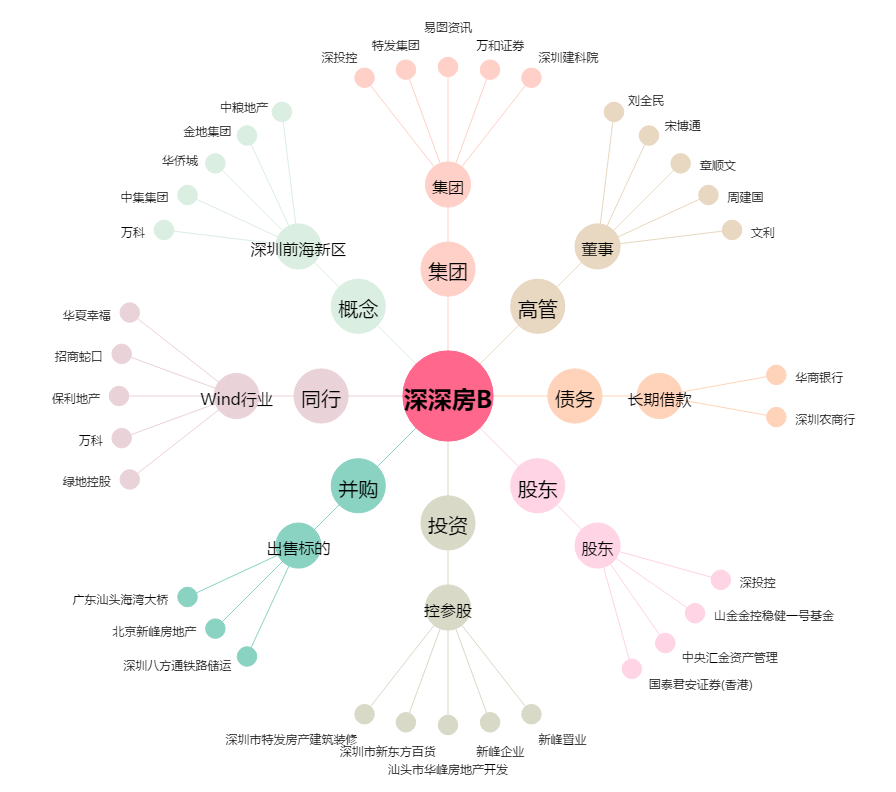 易图资讯
特发集团
万和证券
深投控
深圳建科院
集团
集团
中粮地产
金地集团
华侨城
中集集团
万科
深圳前海新区
概念
刘全民
宋博通
章顺文
周建国
文利
董事
高管
华夏幸福
招商蛇口
保利地产
万科
绿地控股
Wind行业
同行
深深房B
债务
长期借款
华商银行
深圳农商行
并购
出售标的
广东汕头海湾大桥
北京新峰房地产
深圳八方通铁路储运
投资
控参股
深圳市特发房产建筑装修
深圳市新东方百货
汕头市华峰房地产开发
新峰企业
新峰置业
股东
股东
深投控
山金金控稳健一号基金
中央汇金资产管理
国泰君安证券(香港)